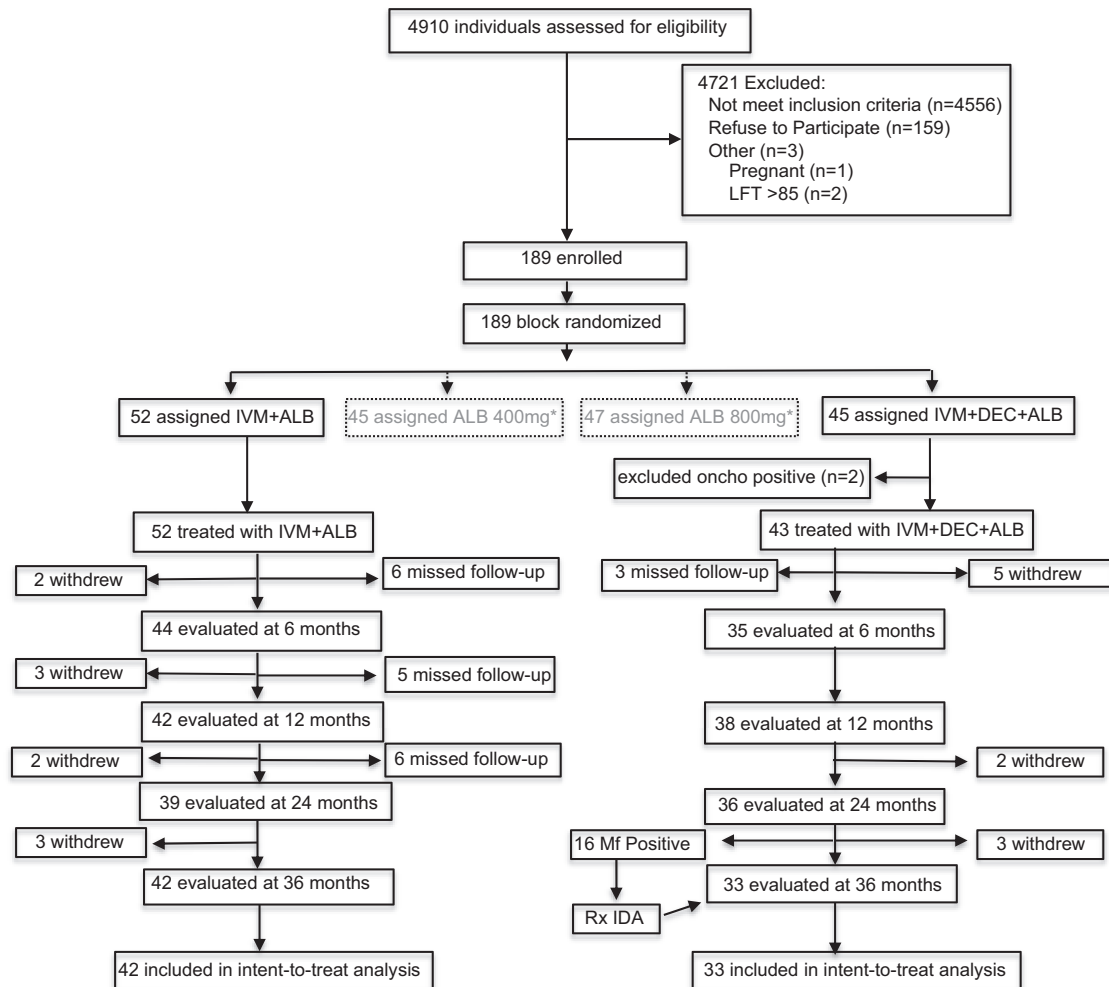 4910 individuals assessed for eligibility
4721 Excluded:
Not meet inclusion criteria (n=4556)
Refuse to Participate (n=159)
Other (n=3)
Pregnant (n=1)
LFT >85 (n=2)
189 enrolled
189 block randomized
52 assigned IVM+ALB
45 assigned ALB 400mg*
47 assigned ALB 800mg*
45 assigned IVM+DEC+ALB
excluded oncho positive (n=2)
52 treated with IVM+ALB
43 treated with IVM+DEC+ALB
2 withdrew
6 missed follow-up
3 missed follow-up
5 withdrew
44 evaluated at 6 months
35 evaluated at 6 months
3 withdrew
5 missed follow-up
42 evaluated at 12 months
38 evaluated at 12 months
2 withdrew
6 missed follow-up
2 withdrew
39 evaluated at 24 months
36 evaluated at 24 months
3 withdrew
16 Mf Positive
3 withdrew
42 evaluated at 36 months
33 evaluated at 36 months
Rx IDA
42 included in intent-to-treat analysis
33 included in intent-to-treat analysis